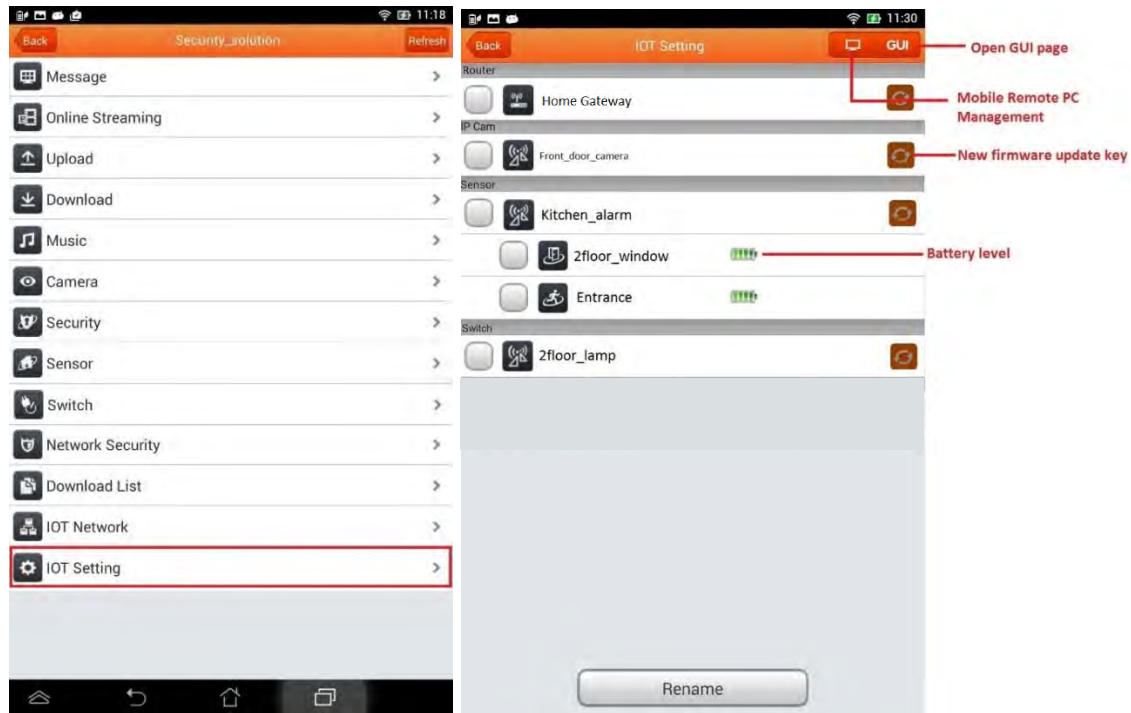 11:18
Back Security_solution Refresh
Message
Online Streaming
Upload
Download
Music
Camera
Security
Sensor
Switch
Network Security
Download List
IOT Network
IOT Setting
11:30
Back IOT Setting GUI
Open GUI page
Router
Home Gateway
Mobile Remote PC
Management
IP Cam
Front_door_camera
New firmware update key
Sensor
Kitchen_alarm
2floor_window
Battery level
Entrance
Switch
2floor_lamp
Rename